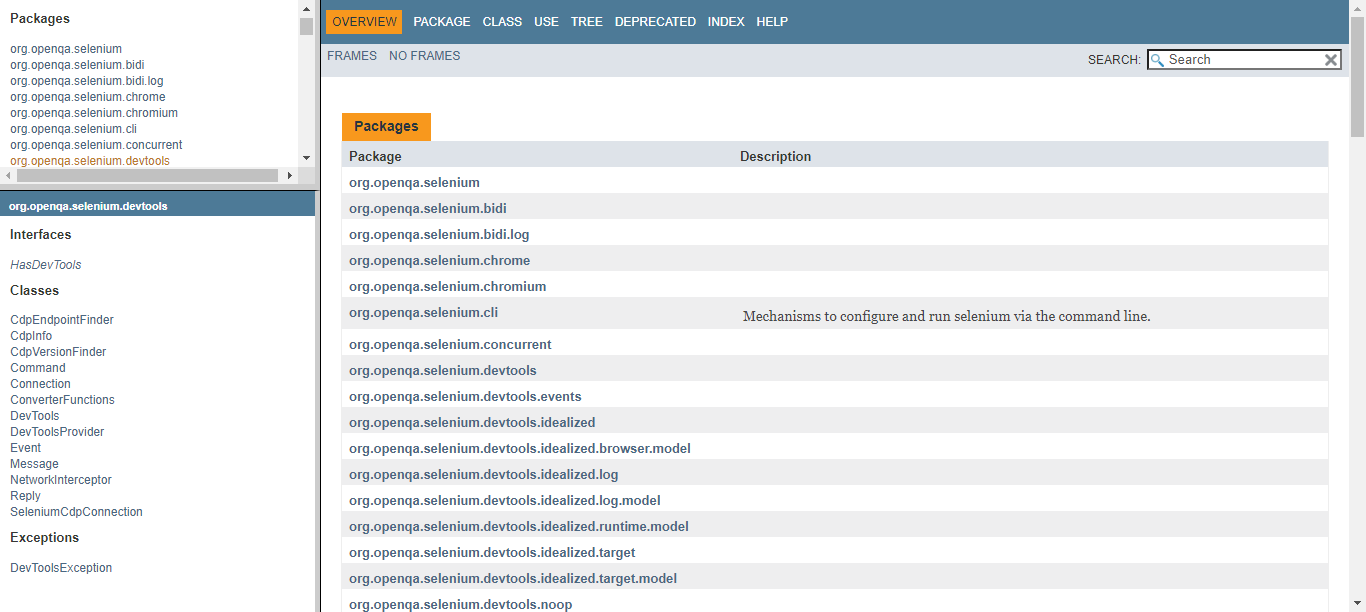 Packages
org.openqa.selenium
org.openqa.selenium.bidi
org.openqa.selenium.bidi.log
org.openqa.selenium.chrome
org.openqa.selenium.chromium
org.openqa.selenium.cli
org.openqa.selenium.concurrent
org.openqa.selenium.devtools
org.openqa.selenium.devtools
Interfaces
HasDevTools
Classes
CdpEndpointFinder
CdpInfo
CdpVersionFinder
Command
Connection
ConverterFunctions
DevTools
DevToolsProvider
Event
Message
NetworkInterceptor
Reply
SeleniumCdpConnection
Exceptions
DevToolsException
OVERVIEW PACKAGE CLASS USE TREE DEPRECATED INDEX HELP
FRAMES NO FRAMES SEARCH: Search
Packages
Package Description
org.openqa.selenium
org.openqa.selenium.bidi
org.openqa.selenium.bidi.log
org.openqa.selenium.chrome
org.openqa.selenium.chromium
org.openqa.selenium.cli Mechanisms to configure and run selenium via the command line.
org.openqa.selenium.concurrent
org.openqa.selenium.devtools
org.openqa.selenium.devtools.events
org.openqa.selenium.devtools.idealized
org.openqa.selenium.devtools.idealized.browser.model
org.openqa.selenium.devtools.idealized.log
org.openqa.selenium.devtools.idealized.log.model
org.openqa.selenium.devtools.idealized.runtime.model
org.openqa.selenium.devtools.idealized.target
org.openqa.selenium.devtools.idealized.target.model
org.openqa.selenium.devtools.noop